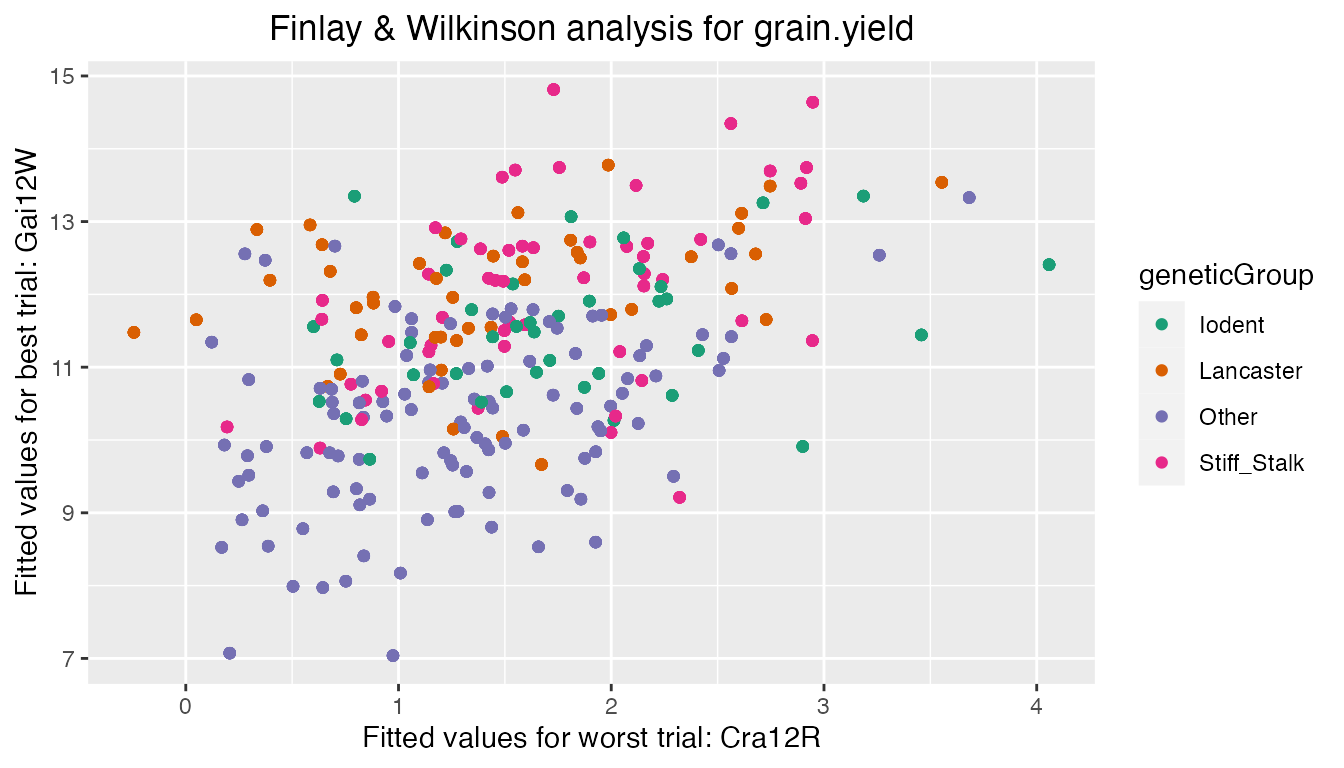 Finlay & Wilkinson analysis for grain.yield
Fitted values for best trial: Gai12W
15
13
11
9
7
0 1 2 3 4
Fitted values for worst trial: Cra12R
geneticGroup
Iodent
Lancaster
Other
Stiff_Stalk